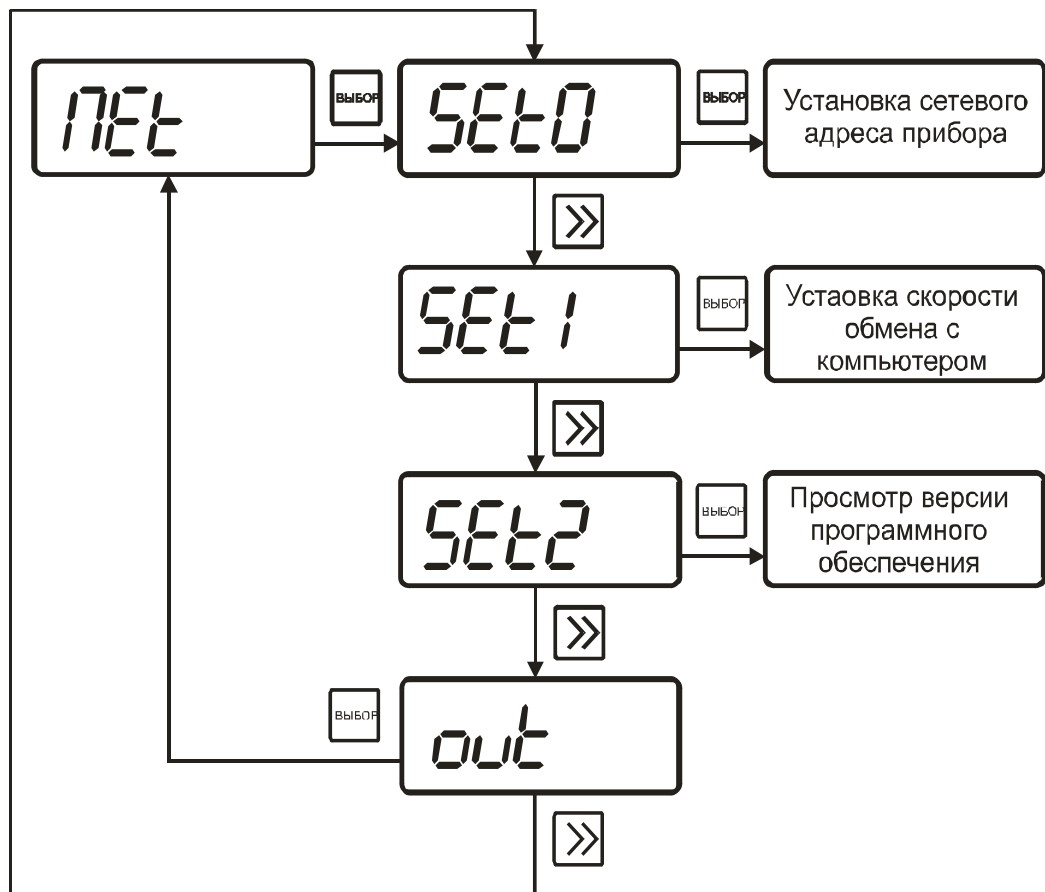 nEt
ВЫБОР
SEt0
ВЫБОР
Установка сетевого
адреса прибора
SEt1
ВЫБОР
Устаовка скорости
обмена с
компьютером
SEt2
ВЫБОР
Просмотр версии
программного
обеспечения
ВЫБОР
out